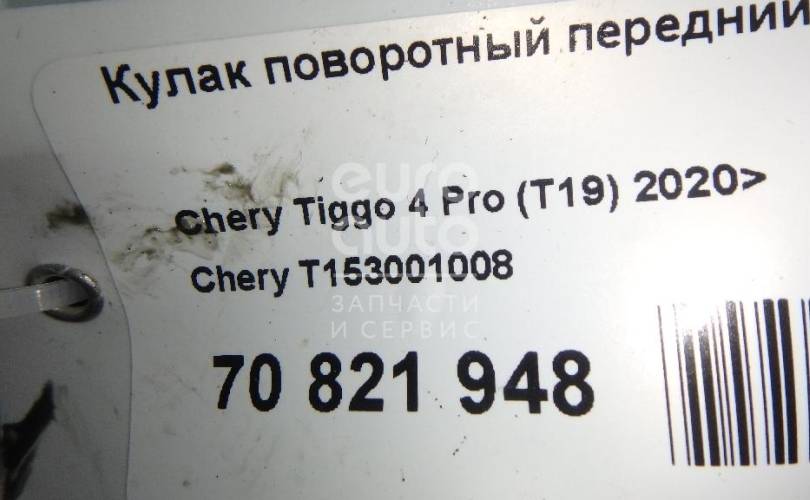 Кулак поворотный передний
Chery Tiggo 4 Pro (T19) 2020>
Chery T153001008
70 821 948
euro
auto
ЗАПЧАСТИ
И СЕРВИС